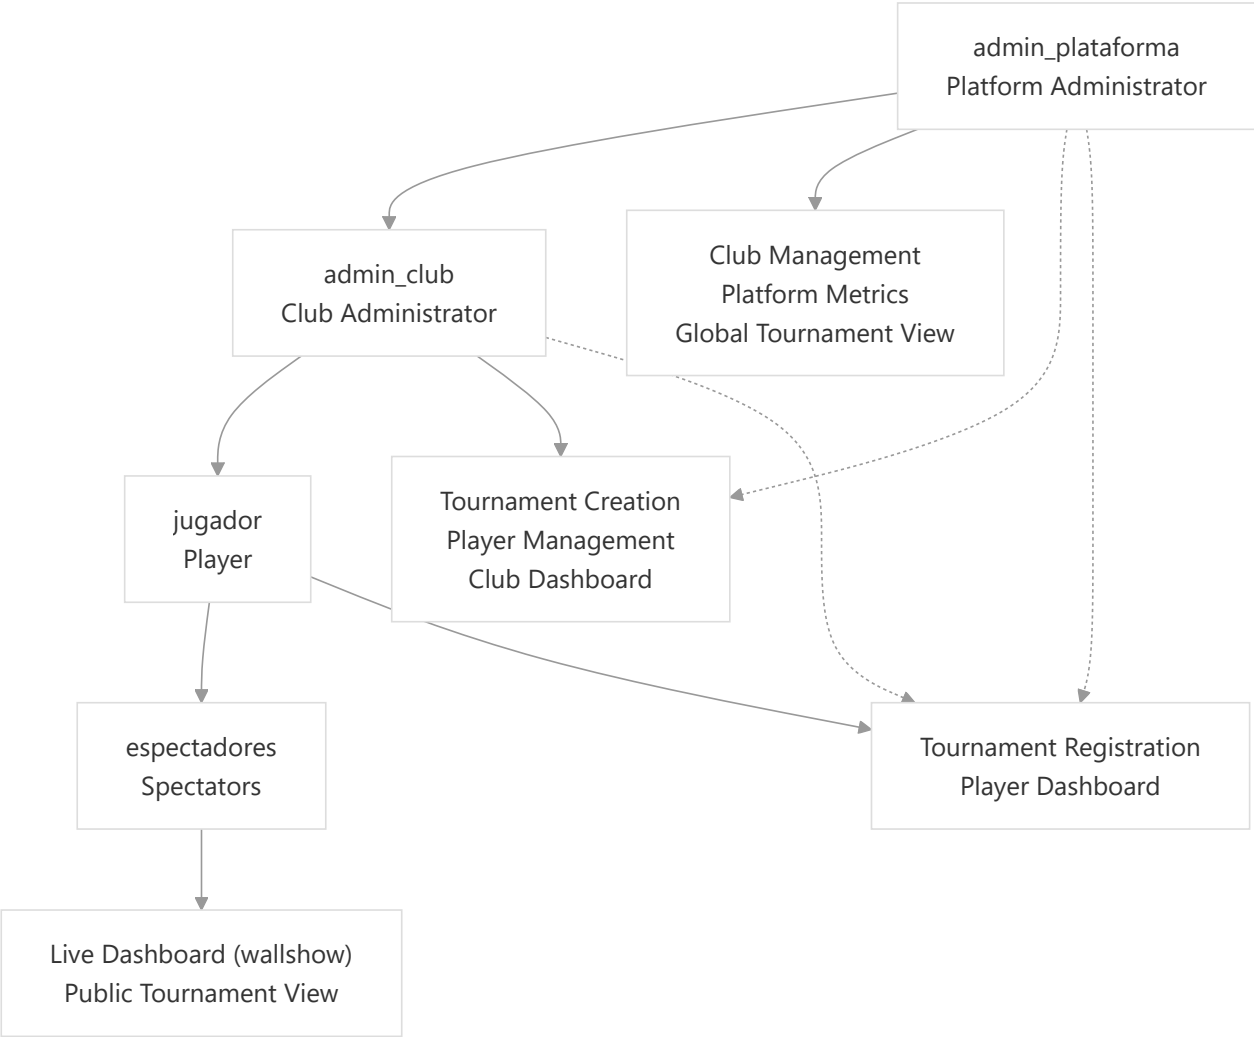 admin_plataforma
Platform Administrator
admin_club
Club Administrator
Club Management
Platform Metrics
Global Tournament View
jugador
Player
Tournament Creation
Player Management
Club Dashboard
espectadores
Spectators
Tournament Registration
Player Dashboard
Live Dashboard (wallshow)
Public Tournament View